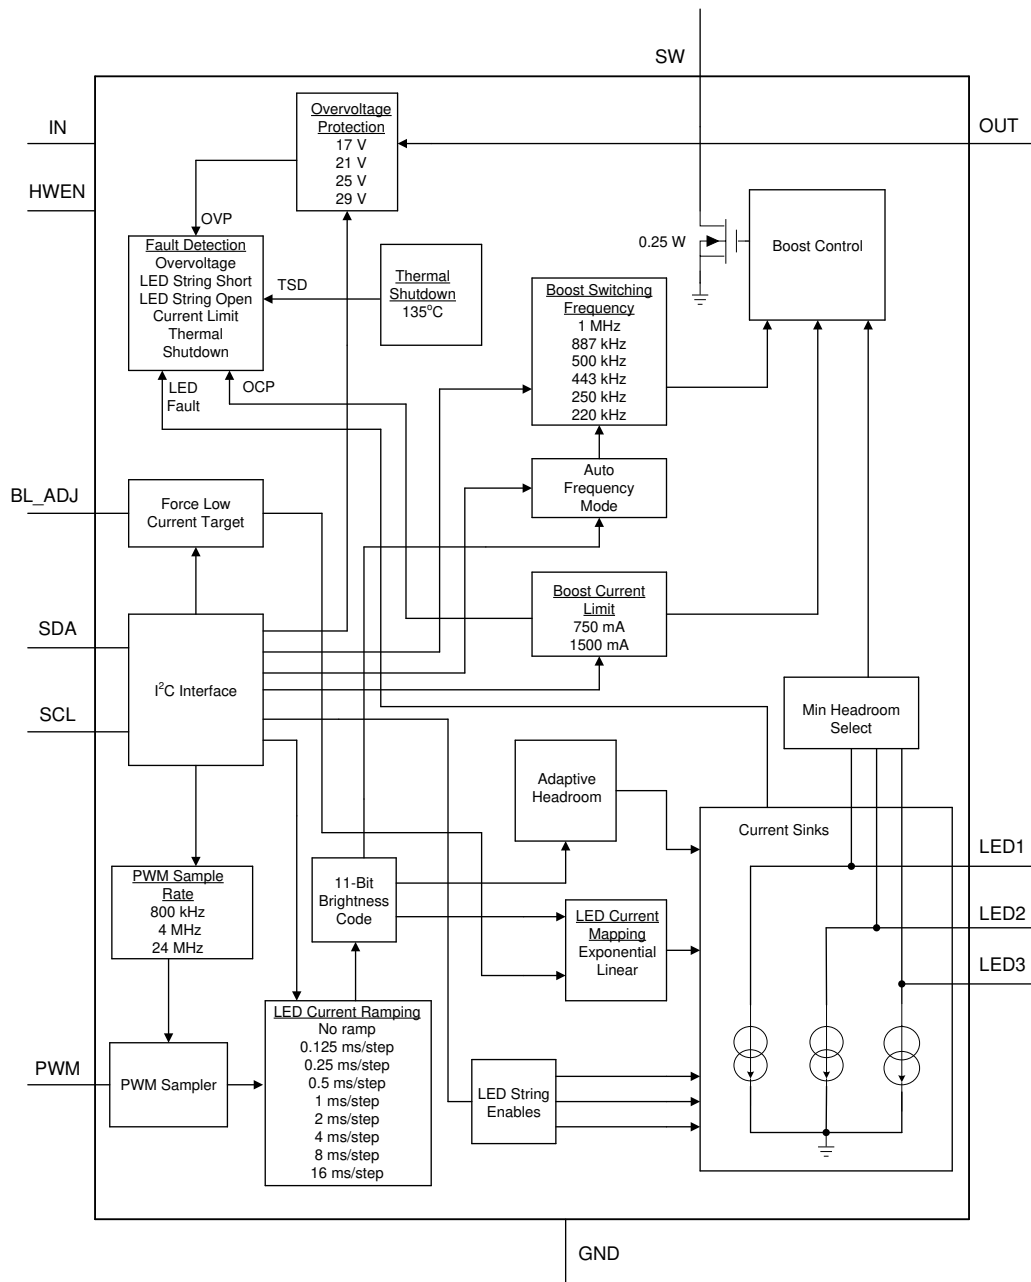 SW
IN
HWEN
OUT
Overvoltage
Protection
17 V
21 V
25 V
29 V
OVP
Fault Detection
Overvoltage
LED String Short
LED String Open
Current Limit
Thermal
Shutdown
TSD
Thermal
Shutdown
135°C
0.25 W
Boost Control
Boost Switching
Frequency
1 MHz
887 kHz
500 kHz
443 kHz
250 kHz
220 kHz
LED
Fault
OCP
Auto
Frequency
Mode
BL_ADJ
Force Low
Current Target
Boost Current
Limit
750 mA
1500 mA
SDA
SCL
I²C Interface
Min Headroom
Select
Adaptive
Headroom
Current Sinks
LED1
LED2
LED3
PWM Sample
Rate
800 kHz
4 MHz
24 MHz
11-Bit
Brightness
Code
LED Current
Mapping
Exponential
Linear
LED Current Ramping
No ramp
0.125 ms/step
0.25 ms/step
0.5 ms/step
1 ms/step
2 ms/step
4 ms/step
8 ms/step
16 ms/step
PWM
PWM Sampler
LED String
Enables
GND